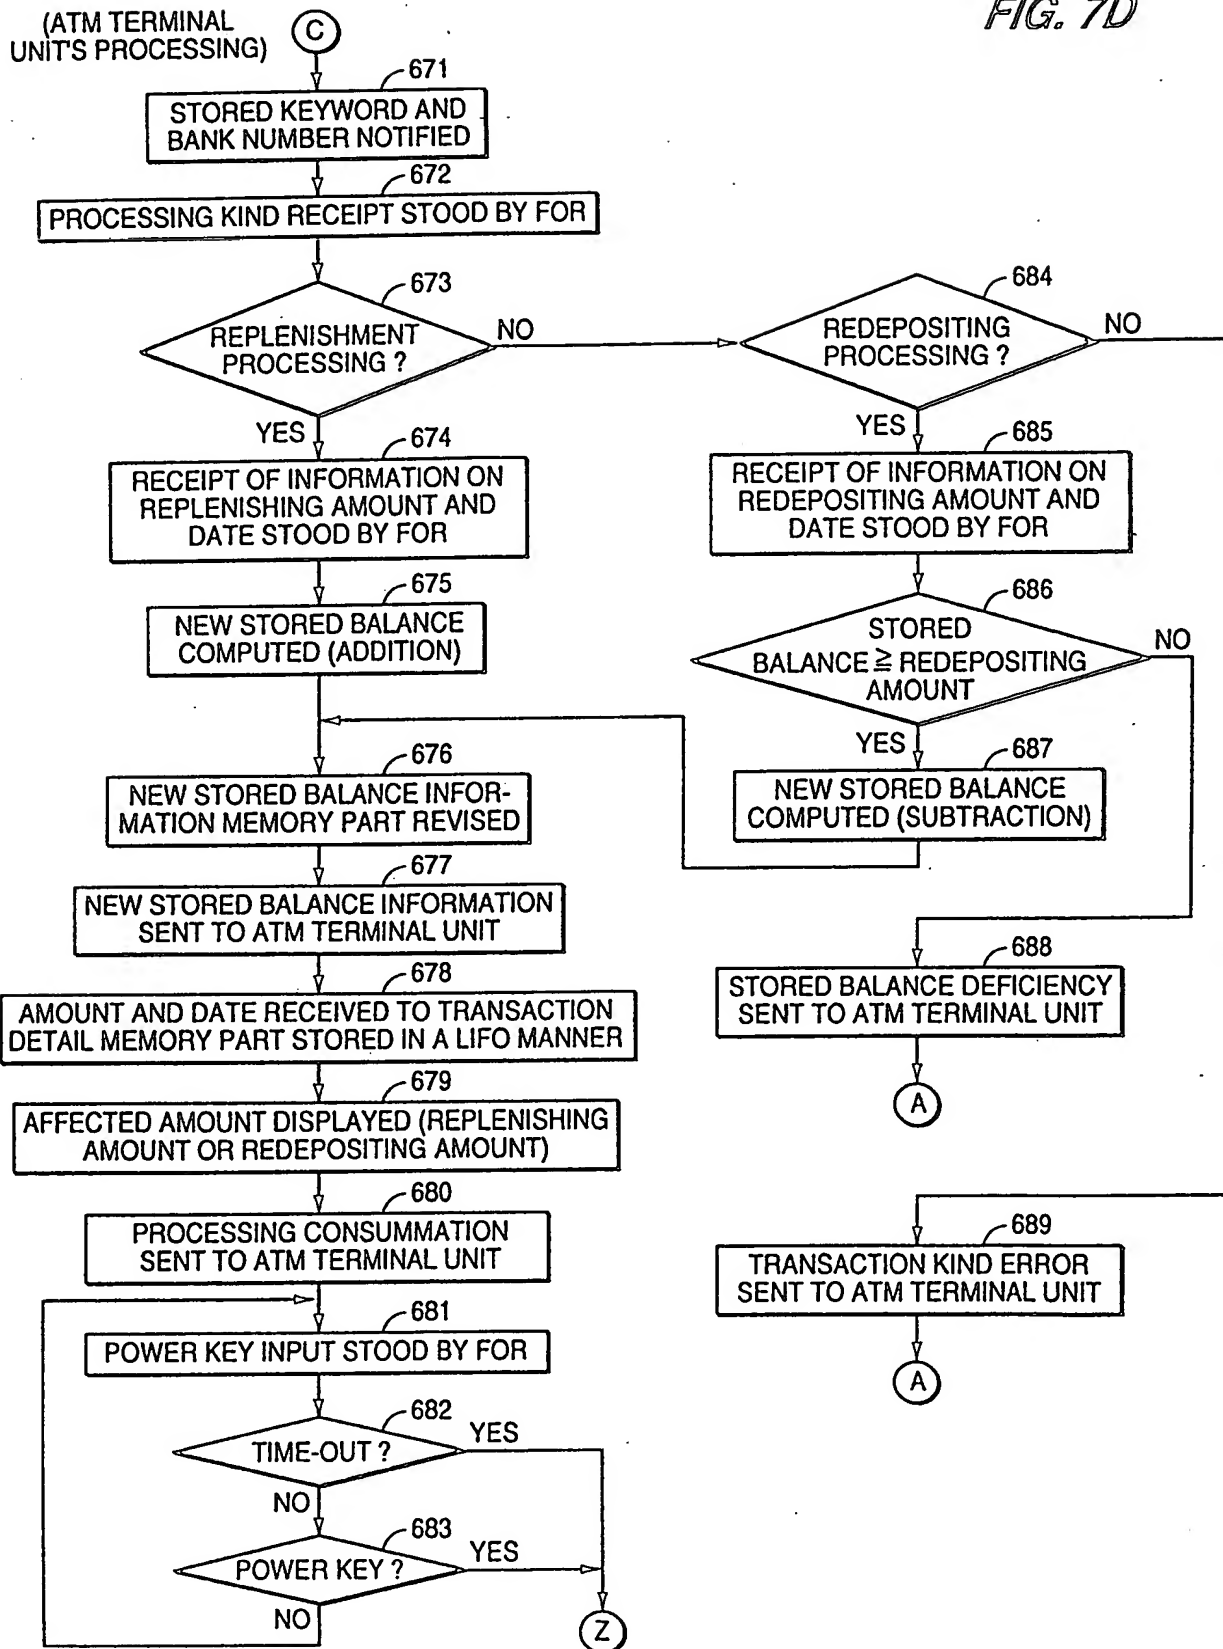 (ATM TERMINAL
UNIT'S PROCESSING)
C
FIG. 7D
671
STORED KEYWORD AND
BANK NUMBER NOTIFIED
672
PROCESSING KIND RECEIPT STOOD BY FOR
673
REPLENISHMENT
PROCESSING ?
NO
YES
674
RECEIPT OF INFORMATION ON
REPLENISHING AMOUNT AND
DATE STOOD BY FOR
675
NEW STORED BALANCE
COMPUTED (ADDITION)
676
NEW STORED BALANCE INFOR-
MATION MEMORY PART REVISED
677
NEW STORED BALANCE INFORMATION
SENT TO ATM TERMINAL UNIT
678
AMOUNT AND DATE RECEIVED TO TRANSACTION
DETAIL MEMORY PART STORED IN A LIFO MANNER
679
AFFECTED AMOUNT DISPLAYED (REPLENISHING
AMOUNT OR REDEPOSITING AMOUNT)
680
PROCESSING CONSUMMATION
SENT TO ATM TERMINAL UNIT
681
POWER KEY INPUT STOOD BY FOR
682
TIME-OUT ?
YES
NO
683
POWER KEY ?
YES
NO
Z
684
REDEPOSITING
PROCESSING ?
NO
YES
685
RECEIPT OF INFORMATION ON
REDEPOSITING AMOUNT AND
DATE STOOD BY FOR
686
STORED
BALANCE ≧ REDEPOSITING
AMOUNT
NO
YES
687
NEW STORED BALANCE
COMPUTED (SUBTRACTION)
688
STORED BALANCE DEFICIENCY
SENT TO ATM TERMINAL UNIT
A
689
TRANSACTION KIND ERROR
SENT TO ATM TERMINAL UNIT
A